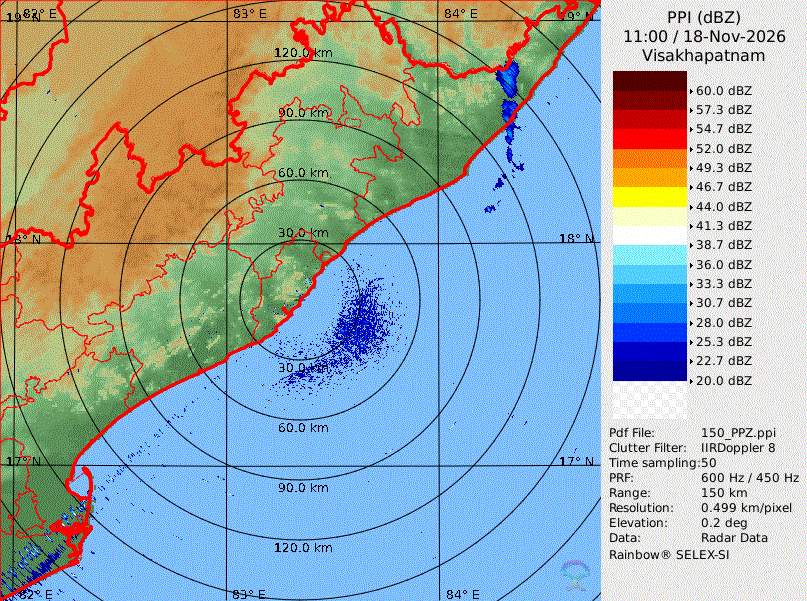 82° E
83° E
84° E
19° N
19° N
120.0 km
90.0 km
60.0 km
30.0 km
18° N
18° N
30.0 km
60.0 km
17° N
17° N
90.0 km
120.0 km
82° E
83° E
84° E
PPI (dBZ)
11:00 / 18-Nov-2026
Visakhapatnam
60.0 dBZ
57.3 dBZ
54.7 dBZ
52.0 dBZ
49.3 dBZ
46.7 dBZ
44.0 dBZ
41.3 dBZ
38.7 dBZ
36.0 dBZ
33.3 dBZ
30.7 dBZ
28.0 dBZ
25.3 dBZ
22.7 dBZ
20.0 dBZ
Pdf File: 150_PPZ.ppi
Clutter Filter: IIRDoppler 8
Time sampling:50
PRF: 600 Hz / 450 Hz
Range: 150 km
Resolution: 0.499 km/pixel
Elevation: 0.2 deg
Data: Radar Data
Rainbow® SELEX-SI